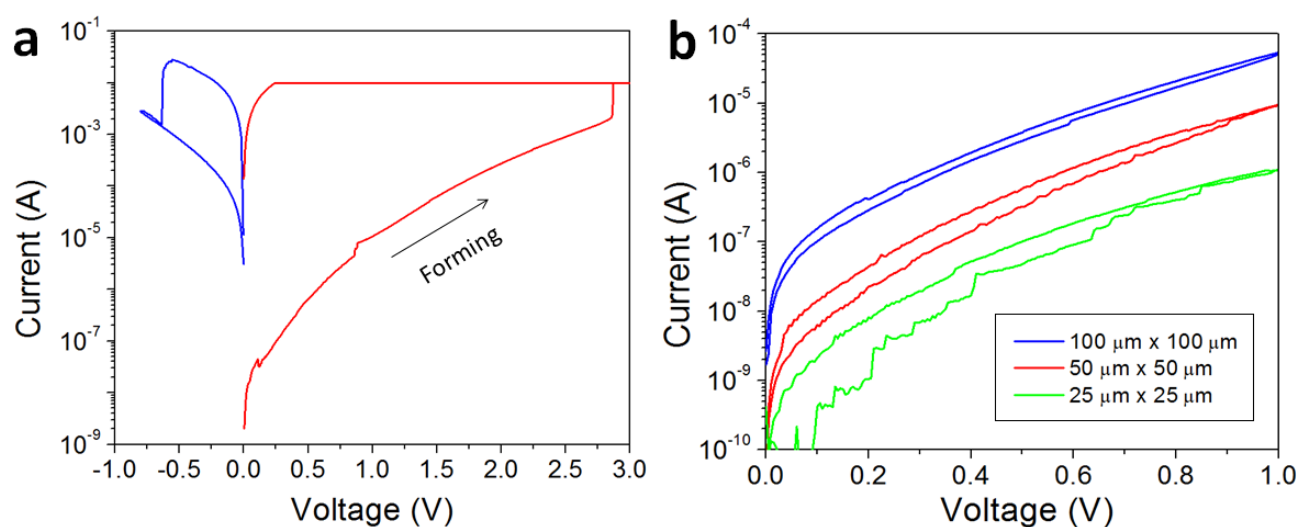 a
10⁻¹
10⁻³
10⁻⁵
10⁻⁷
10⁻⁹
Current (A)
Forming
-1.0 -0.5 0.0 0.5 1.0 1.5 2.0 2.5 3.0
Voltage (V)
b
10⁻⁴
10⁻⁵
10⁻⁶
10⁻⁷
10⁻⁸
10⁻⁹
10⁻¹⁰
Current (A)
100 μm x 100 μm
50 μm x 50 μm
25 μm x 25 μm
0.0 0.2 0.4 0.6 0.8 1.0
Voltage (V)